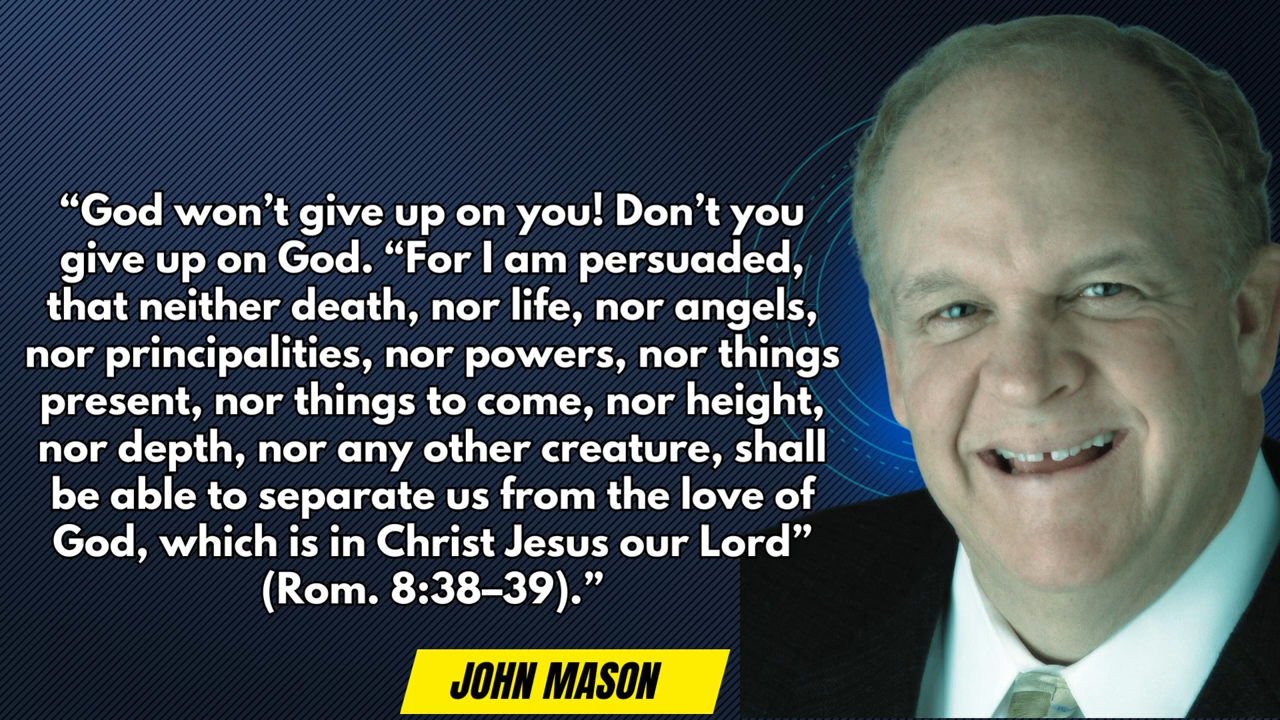 “God won’t give up on you! Don’t you
give up on God. “For I am persuaded,
that neither death, nor life, nor angels,
nor principalities, nor powers, nor things
present, nor things to come, nor height,
nor depth, nor any other creature, shall
be able to separate us from the love of
God, which is in Christ Jesus our Lord”
(Rom. 8:38–39).”
JOHN MASON